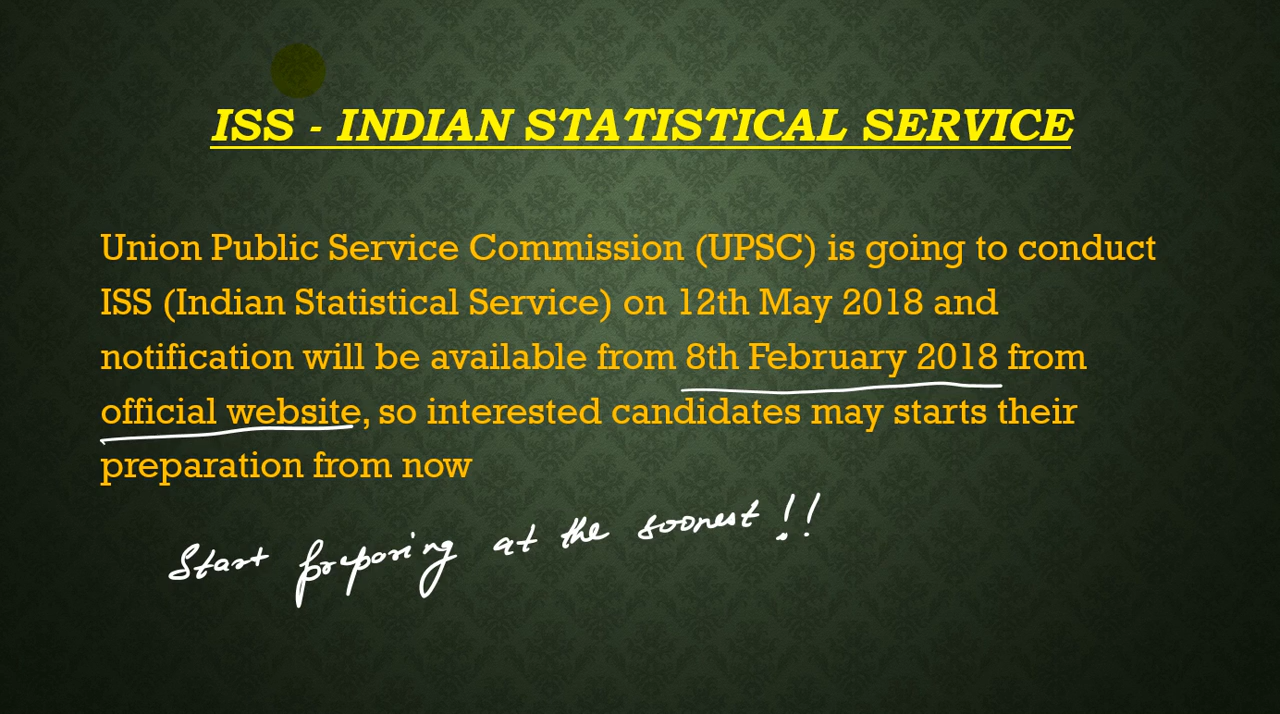 ISS - INDIAN STATISTICAL SERVICE
Union Public Service Commission (UPSC) is going to conduct
ISS (Indian Statistical Service) on 12th May 2018 and
notification will be available from 8th February 2018 from
official website, so interested candidates may starts their
preparation from now
Start preparing at the soonest !!